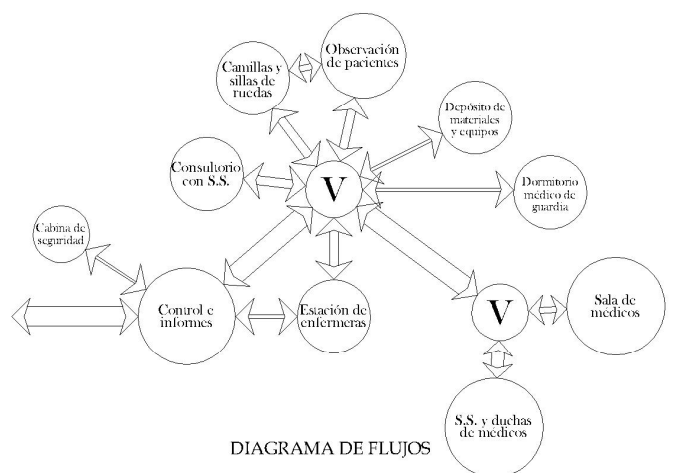 Observación
de pacientes
Camillas y
sillas de
ruedas
Depósito de
materiales
y equipos
Consultorio
con S.S.
V
Dormitorio
médico de
guardia
Cabina de
seguridad
Control e
informes
Estación de
enfermeras
V
Sala de
médicos
S.S. y duchas
de médicos
DIAGRAMA DE FLUJOS